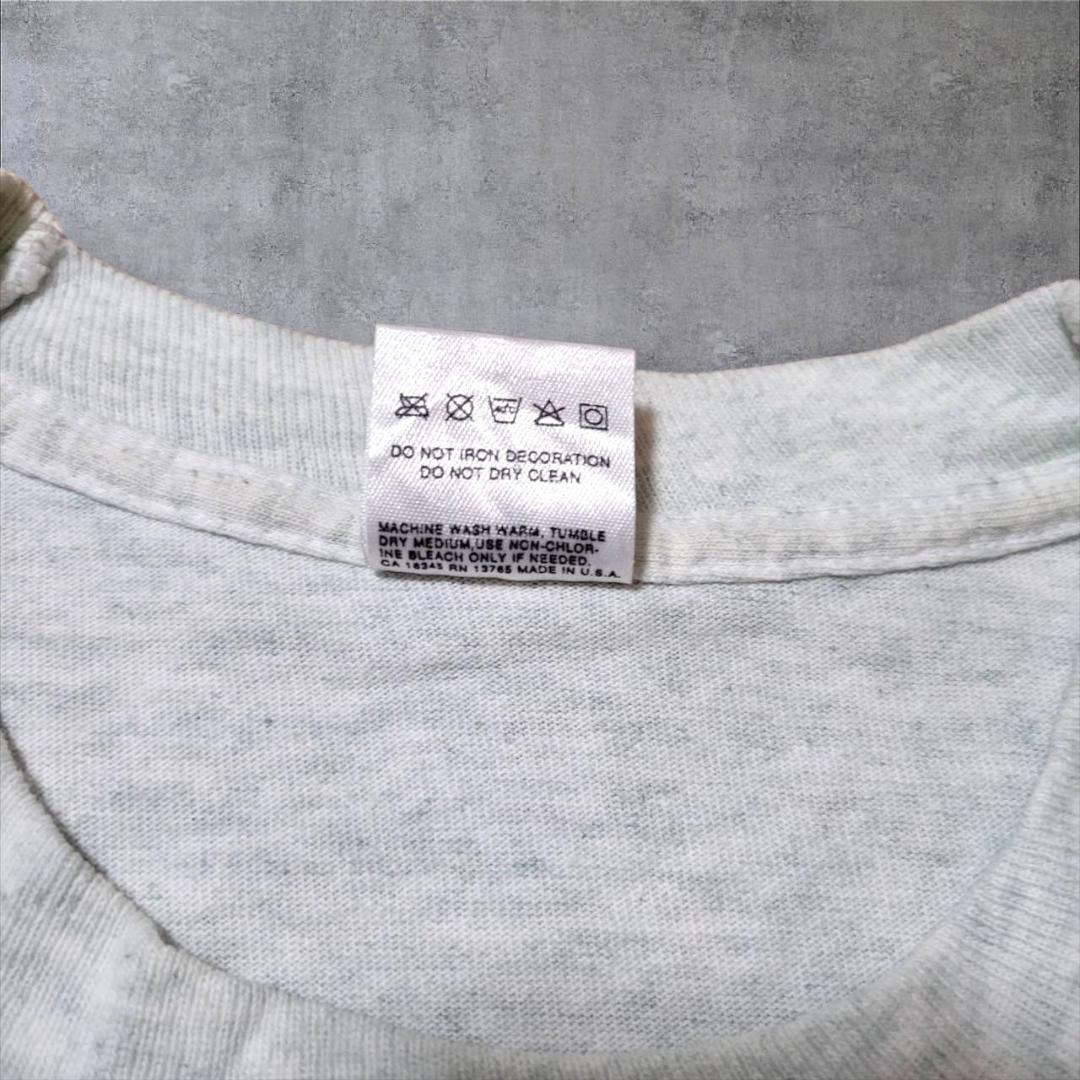 DO NOT IRON DECORATION
DO NOT DRY CLEAN
MACHINE WASH WARM, TUMBLE
DRY MEDIUM,USE NON-CHLOR-
INE BLEACH ONLY IF NEEDED.
CA 16245 RN 13765 MADE IN U.S.A.